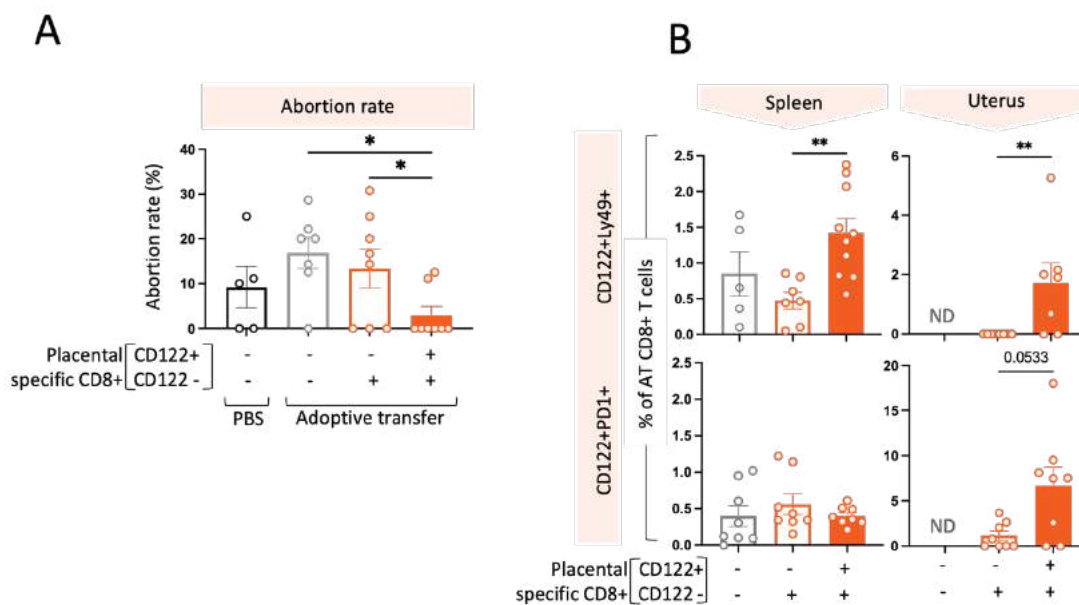 A
Abortion rate
Abortion rate (%)
40
30
20
10
0
*
*
Placental
specific CD8+
CD122+
CD122 -
- - - +
- - + +
PBS
Adoptive transfer
B
Spleen
Uterus
CD122+Ly49+
CD122+PD1+
% of AT CD8+ T cells
2.5
2.0
1.5
1.0
0.5
0.0
**
6
4
2
0
**
ND
2.5
2.0
1.5
1.0
0.5
0.0
20
15
10
5
0
0.0533
ND
Placental
specific CD8+
CD122+
CD122 -
- - +
- + +
- - +
- + +